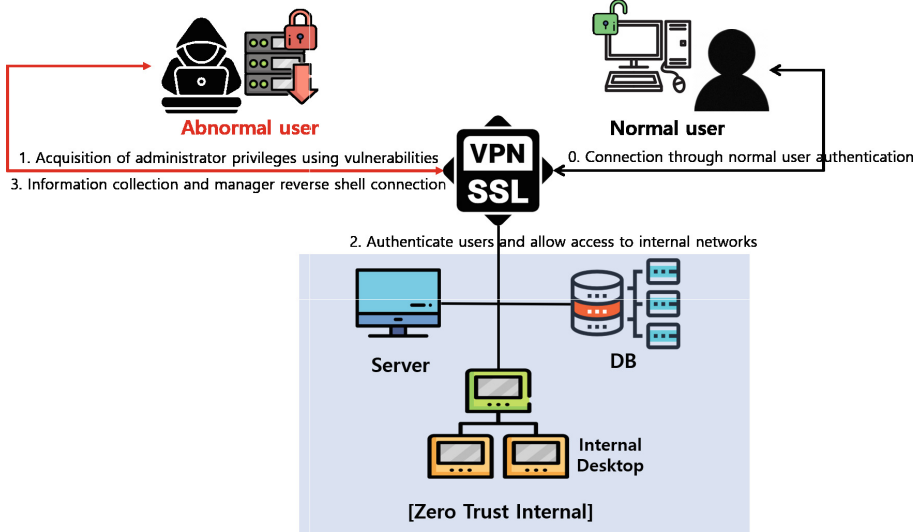 Abnormal user
Normal user
VPN
SSL
1. Acquisition of administrator privileges using vulnerabilities
0. Connection through normal user authentication
3. Information collection and manager reverse shell connection
2. Authenticate users and allow access to internal networks
Server
DB
Internal
Desktop
[Zero Trust Internal]